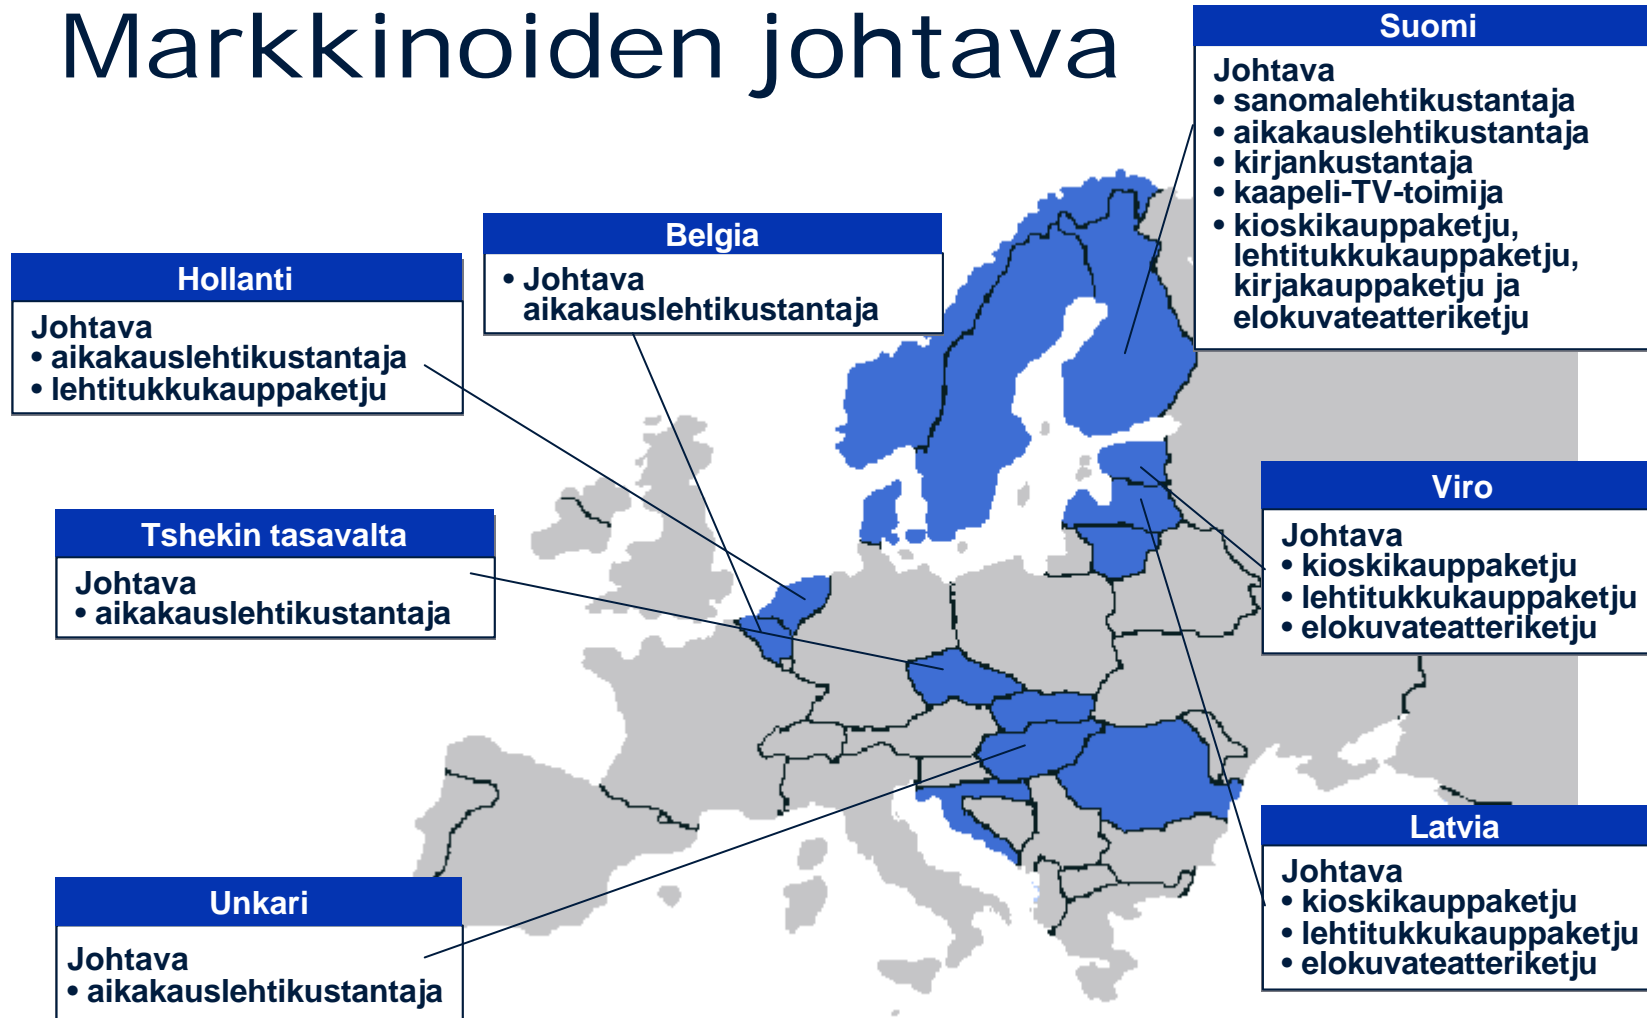 Markkinoiden johtava
Suomi
Johtava
• sanomalehtikustantaja
• aikakauslehtikustantaja
• kirjankustantaja
• kaapeli-TV-toimija
• kioskikauppaketju,
lehtitukkukauppaketju,
kirjakauppaketju ja
elokuvateatteriketju
Belgia
• Johtava
aikakauslehtikustantaja
Hollanti
Johtava
• aikakauslehtikustantaja
• lehtitukkukauppaketju
Viro
Johtava
• kioskikauppaketju
• lehtitukkukauppaketju
• elokuvateatteriketju
Tshekin tasavalta
Johtava
• aikakauslehtikustantaja
Latvia
Johtava
• kioskikauppaketju
• lehtitukkukauppaketju
• elokuvateatteriketju
Unkari
Johtava
• aikakauslehtikustantaja